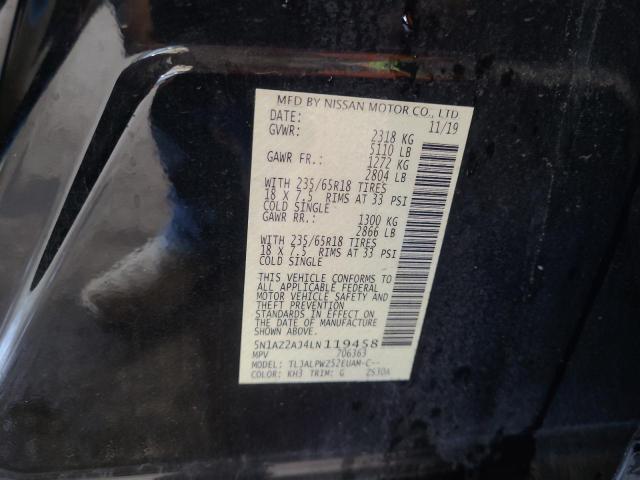 MFD BY NISSAN MOTOR CO., LTD
DATE: 11/19
GVWR: 2318 KG
5110 LB
GAWR FR.: 1272 KG
2804 LB
WITH 235/65R18 TIRES
18 X 7.5 RIMS AT 33 PSI
COLD SINGLE
GAWR RR.: 1300 KG
2866 LB
WITH 235/65R18 TIRES
18 X 7.5 RIMS AT 33 PSI
COLD SINGLE
THIS VEHICLE CONFORMS TO
ALL APPLICABLE FEDERAL
MOTOR VEHICLE SAFETY AND
THEFT PREVENTION
STANDARDS IN EFFECT ON
THE DATE OF MANUFACTURE
SHOWN ABOVE.
5N1AZ2AJ4LN119458
MPV 706363
MODEL: TLJALPWZ52EUAM-C--
COLOR: KH3 TRIM: G ZS30A